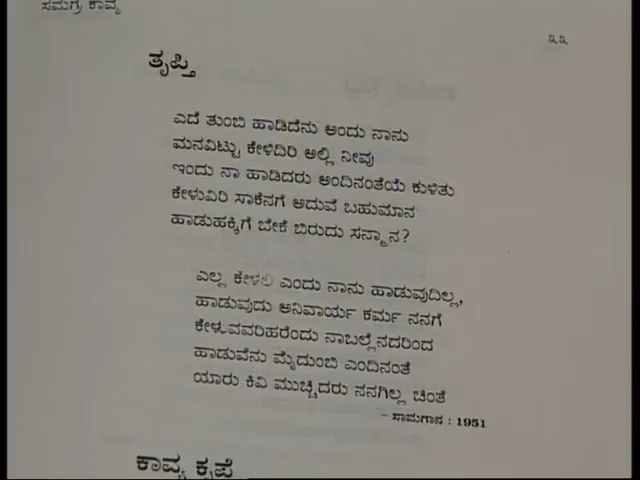 ಸಮಗ್ರ ಕಾವ್ಯ
೩೩
ತೃಪ್ತಿ
ಎದೆ ತುಂಬಿ ಹಾಡಿದೆನು ಅಂದು ನಾನು
ಮನವಿಟ್ಟು ಕೇಳಿದಿರಿ ಅಲ್ಲಿ ನೀವು
ಇಂದು ನಾ ಹಾಡಿದರು ಅಂದಿನಂತೆಯೆ ಕುಳಿತು
ಕೇಳುವಿರಿ ಸಾಕೆನಗೆ ಅದುವೆ ಬಹುಮಾನ
ಹಾಡುಹಕ್ಕಿಗೆ ಬೇಕೆ ಬಿರುದು ಸನ್ಮಾನ?
ಎಲ್ಲ ಕೇಳಲಿ ಎಂದು ನಾನು ಹಾಡುವುದಿಲ್ಲ,
ಹಾಡುವುದು ಅನಿವಾರ್ಯ ಕರ್ಮ ನನಗೆ
ಕೇಳುವವರಿಹರೆಂದು ನಾಬಲ್ಲೆನದರಿಂದ
ಹಾಡುವೆನು ಮೈದುಂಬಿ ಎಂದಿನಂತೆ
ಯಾರು ಕಿವಿ ಮುಚ್ಚಿದರು ನನಗಿಲ್ಲ ಚಿಂತೆ
– ಸಾಮಗಾನ : 1951
ಕಾವ್ಯ ಕೃಪೆ